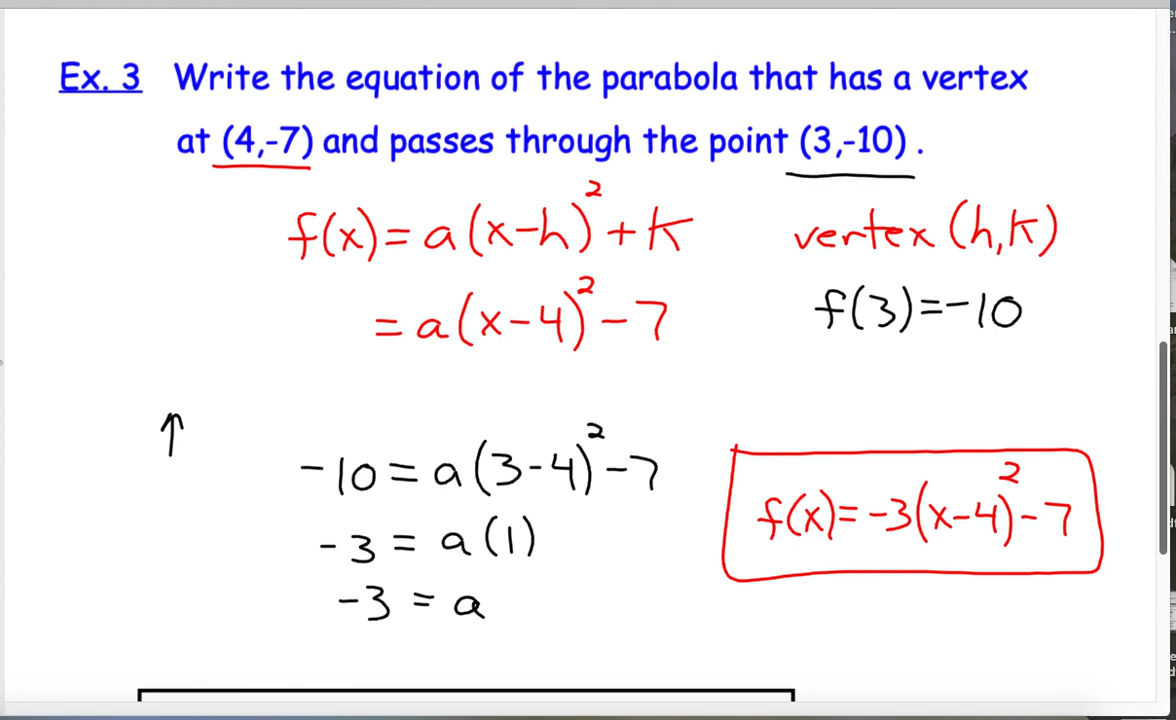 Ex. 3 Write the equation of the parabola that has a vertex
at (4,-7) and passes through the point (3,-10).
f(x)=a(x-h)²+k vertex (h,k)
=a(x-4)²-7 f(3)=-10
↑
-10=a(3-4)²-7
f(x)=-3(x-4)²-7
-3=a(1)
-3=a